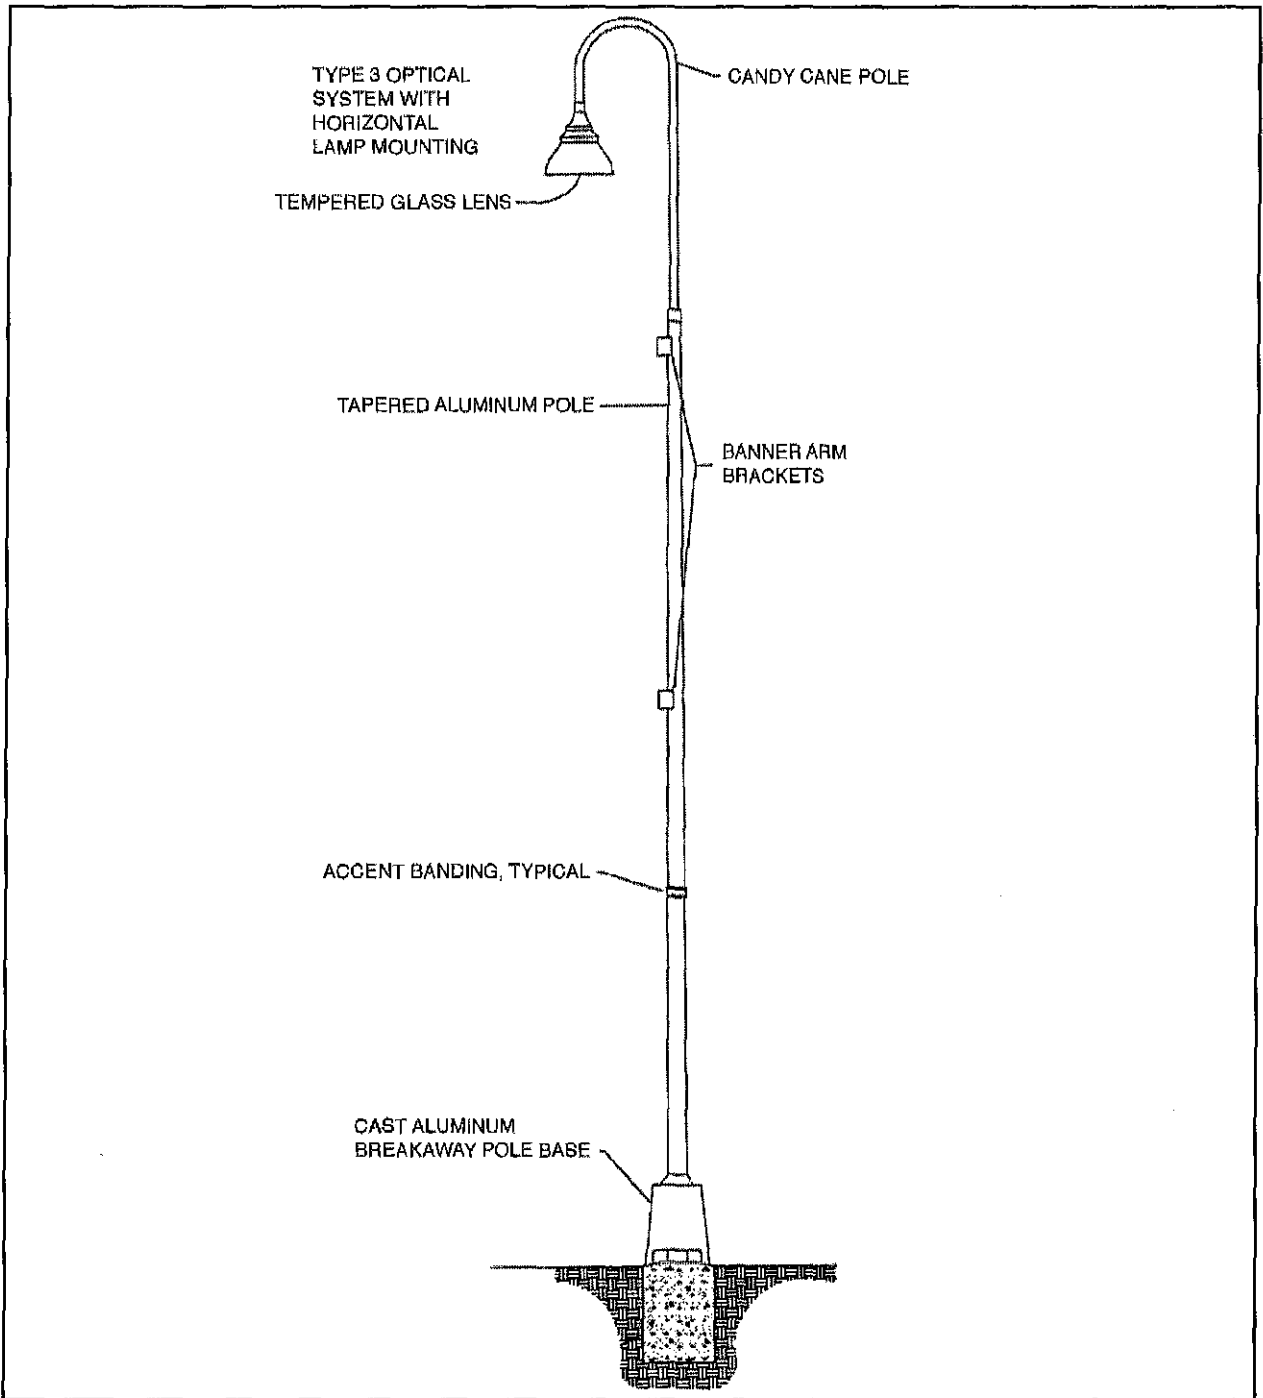 TYPE 3 OPTICAL
SYSTEM WITH
HORIZONTAL
LAMP MOUNTING
CANDY CANE POLE
TEMPERED GLASS LENS
TAPERED ALUMINUM POLE
BANNER ARM
BRACKETS
ACCENT BANDING, TYPICAL
CAST ALUMINUM
BREAKAWAY POLE BASE